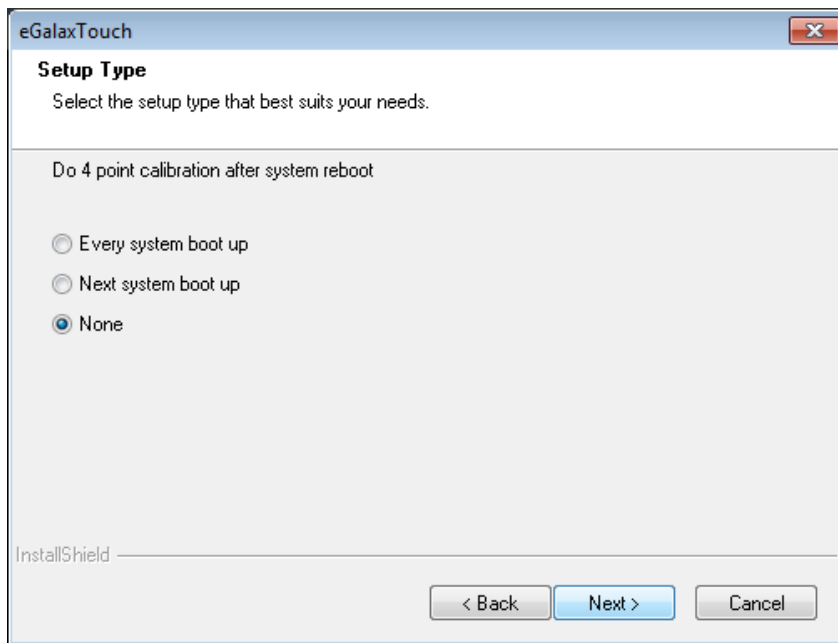 eGalaxTouch
Setup Type
Select the setup type that best suits your needs.
Do 4 point calibration after system reboot
Every system boot up
Next system boot up
None
InstallShield
< Back Next > Cancel